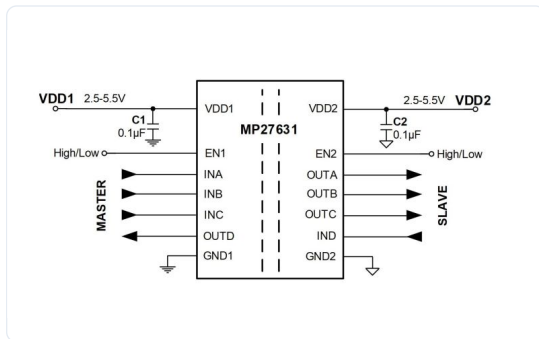 VDD1 2.5-5.5V
C1
0.1µF
VDD1
VDD2
MP27631
2.5-5.5V VDD2
C2
0.1µF
High/Low
EN1
EN2
High/Low
MASTER
INA
INB
INC
OUTD
GND1
OUTA
OUTB
OUTC
IND
GND2
SLAVE